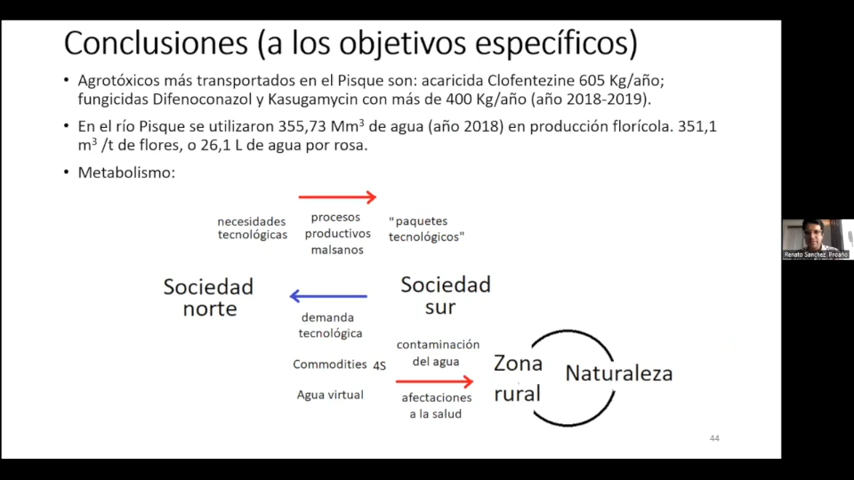 Conclusiones (a los objetivos específicos)
• Agrotóxicos más transportados en el Pisque son: acaricida Clofentezine 605 Kg/año;
fungicidas Difenoconazol y Kasugamycin con más de 400 Kg/año (año 2018-2019).
• En el río Pisque se utilizaron 355,73 Mm³ de agua (año 2018) en producción florícola. 351,1
m³ /t de flores, o 26,1 L de agua por rosa.
• Metabolismo:
necesidades
tecnológicas
procesos
productivos
malsanos
"paquetes
tecnológicos"
Sociedad
norte
Sociedad
sur
demanda
tecnológica
Commodities 4S
Agua virtual
contaminación
del agua
afectaciones
a la salud
Zona
rural
Naturaleza
44
Renato Sanchez Proaño